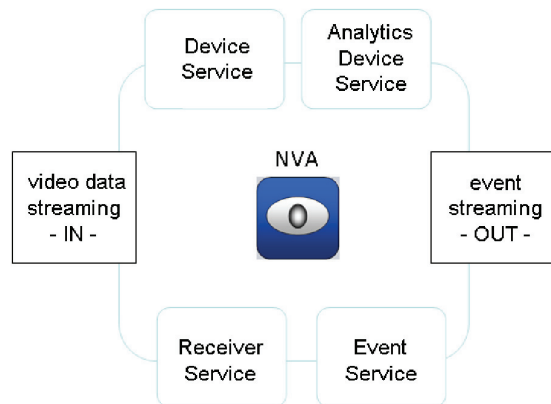 Device
Service
Analytics
Device
Service
NVA
video data
streaming
- IN -
event
streaming
- OUT -
Receiver
Service
Event
Service